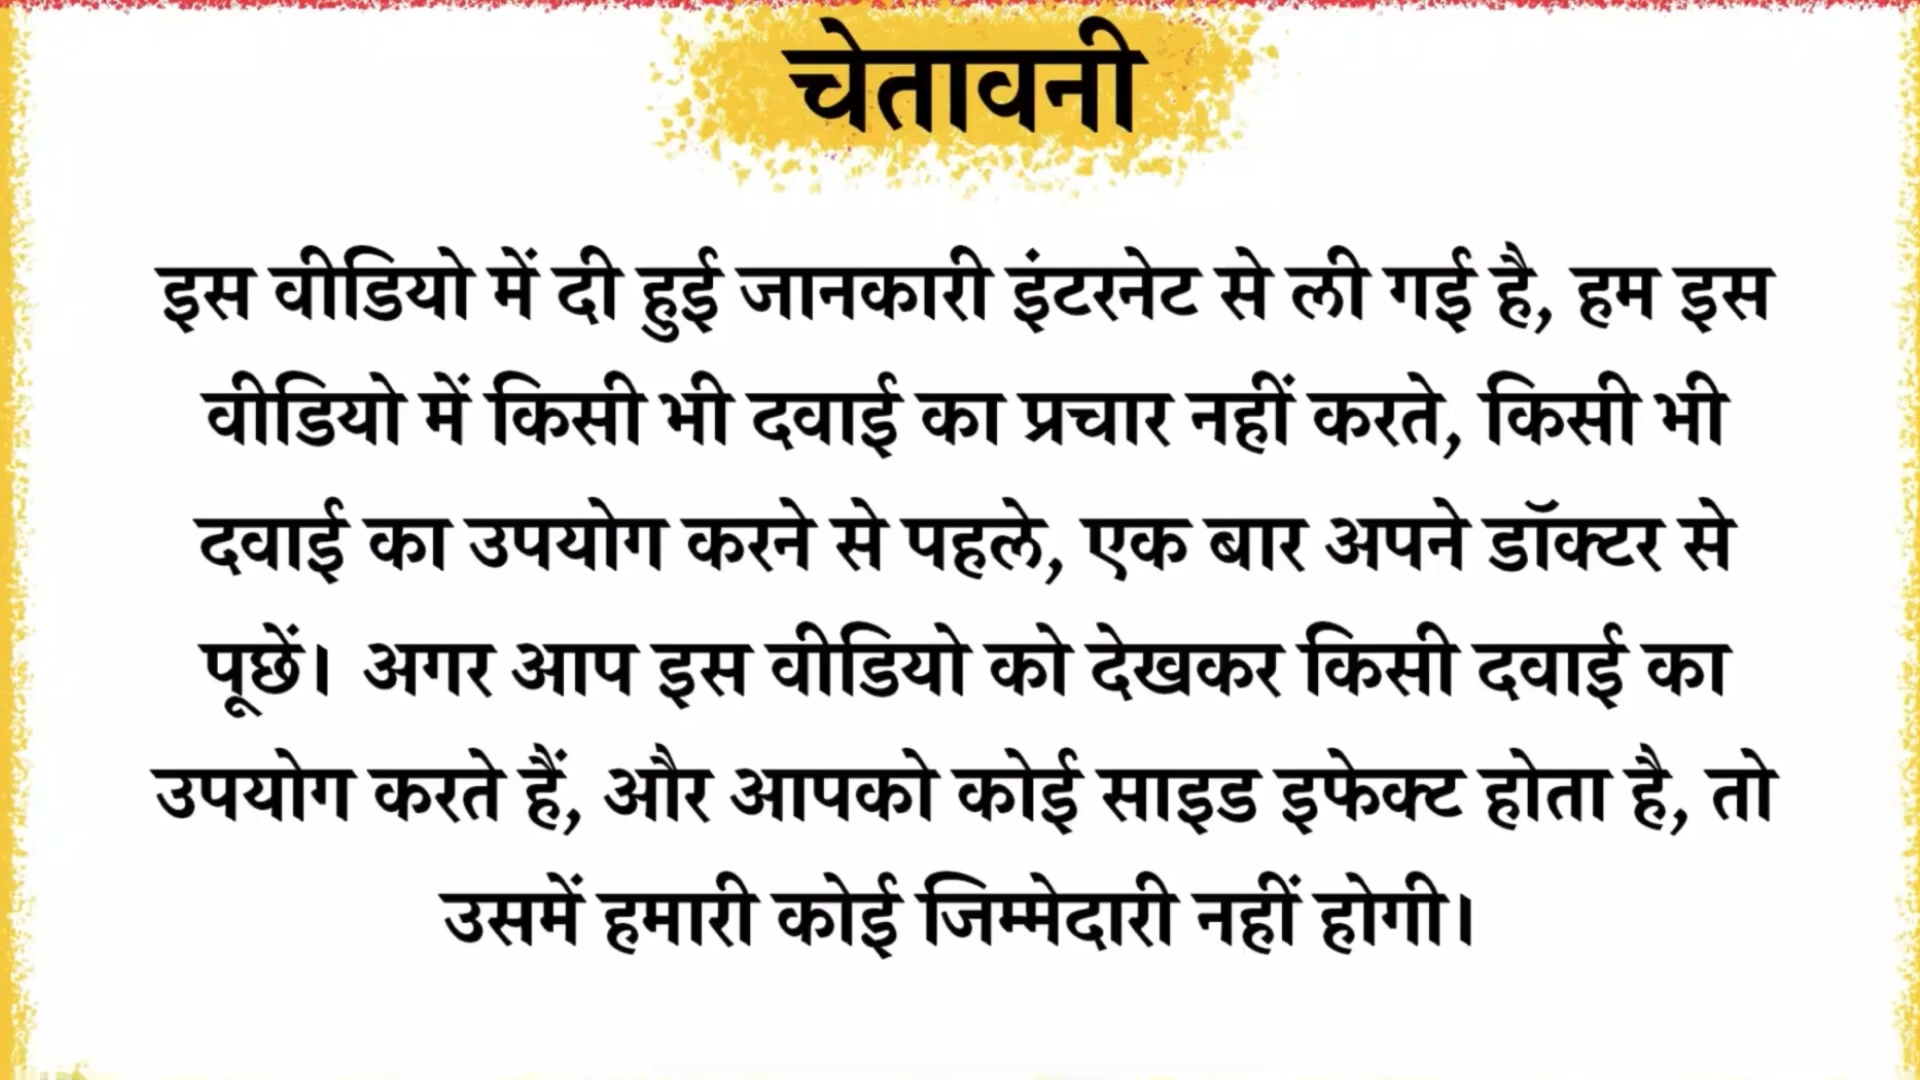 चेतावनी
इस वीडियो में दी हुई जानकारी इंटरनेट से ली गई है, हम इस
वीडियो में किसी भी दवाई का प्रचार नहीं करते, किसी भी
दवाई का उपयोग करने से पहले, एक बार अपने डॉक्टर से
पूछें। अगर आप इस वीडियो को देखकर किसी दवाई का
उपयोग करते हैं, और आपको कोई साइड इफेक्ट होता है, तो
उसमें हमारी कोई जिम्मेदारी नहीं होगी।